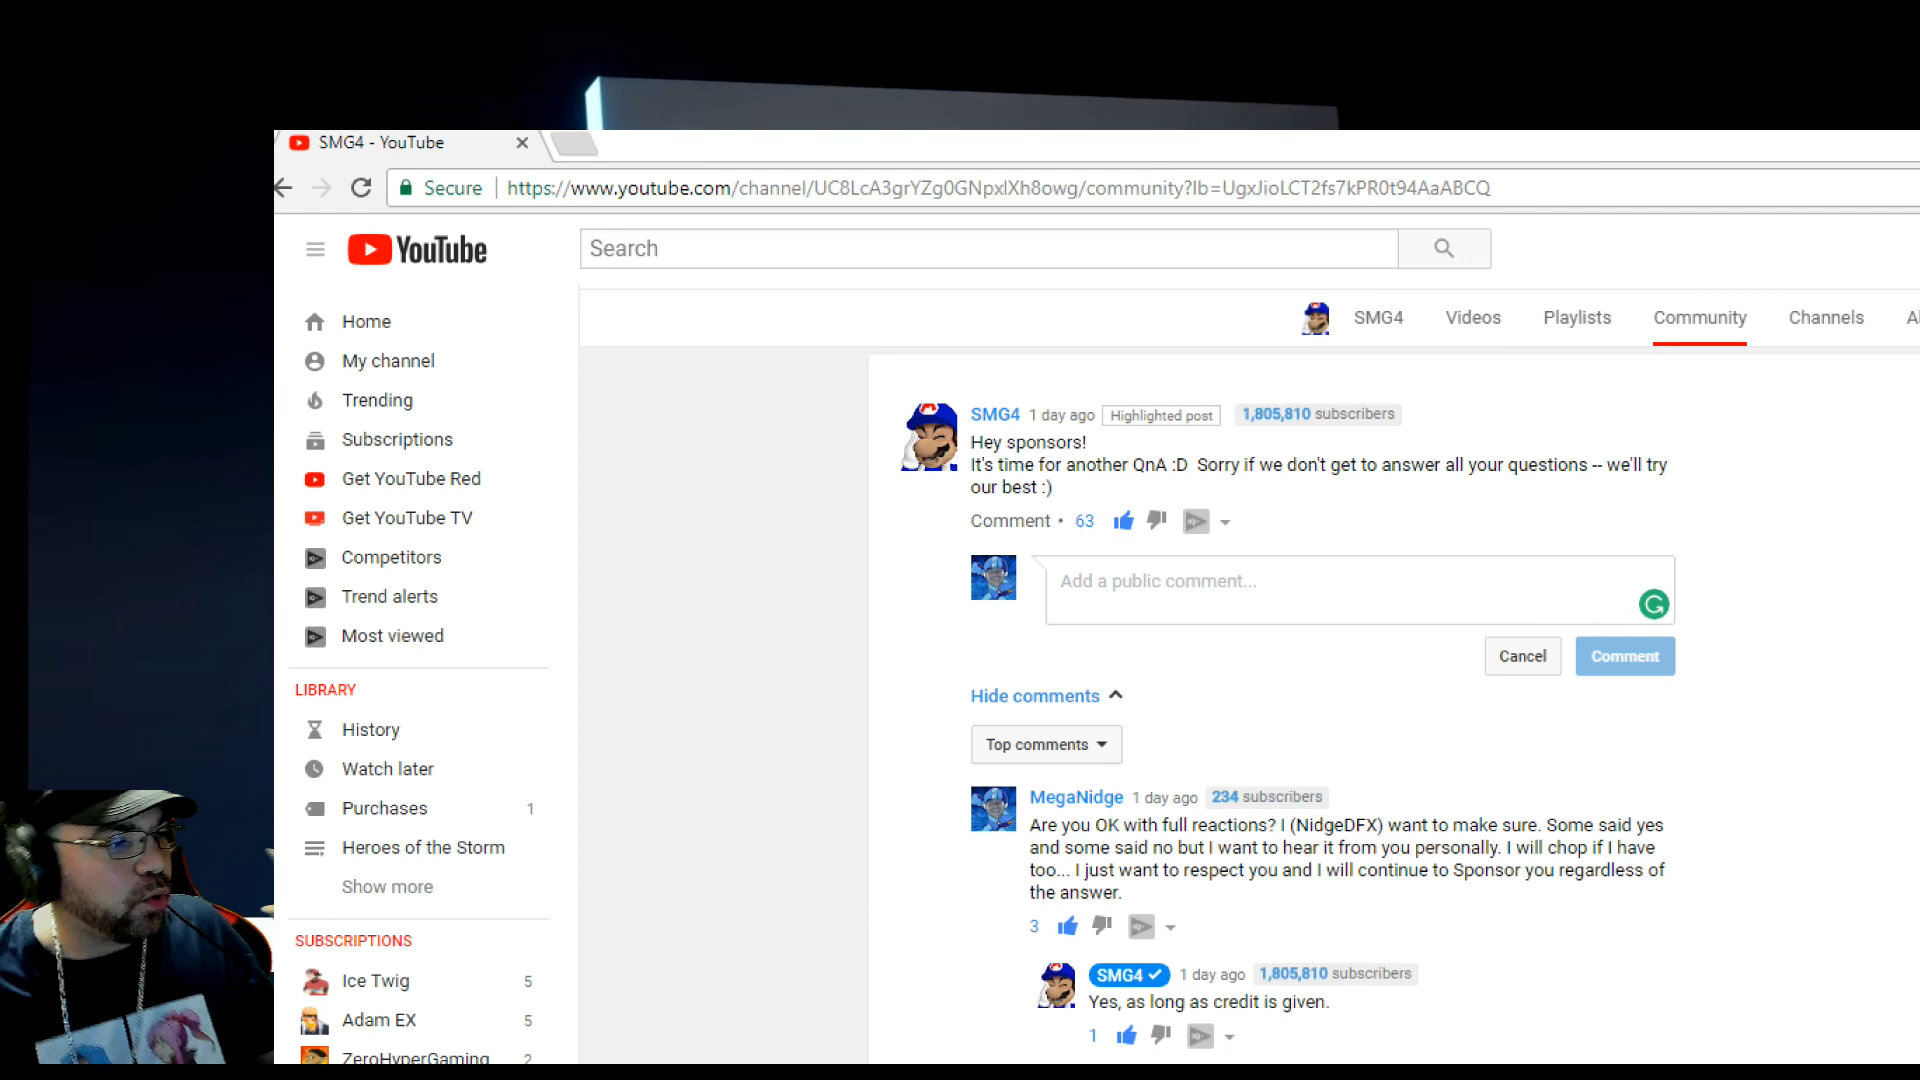 SMG4 - YouTube
Secure https://www.youtube.com/channel/UC8LcA3grYZg0GNpxlXh8owg/community?lb=UgxJioLCT2fs7kPR0t94AaABCQ
YouTube
Search
SMG4 Videos Playlists Community Channels
Home
My channel
Trending
Subscriptions
Get YouTube Red
Get YouTube TV
Competitors
Trend alerts
Most viewed
LIBRARY
History
Watch later
Purchases 1
Heroes of the Storm
Show more
SUBSCRIPTIONS
Ice Twig 5
Adam EX 5
ZeroHyperGaming 2
SMG4 1 day ago Highlighted post 1,805,810 subscribers
Hey sponsors!
It's time for another QnA :D Sorry if we don't get to answer all your questions -- we'll try
our best :)
Comment • 63
Add a public comment...
Cancel Comment
Hide comments
Top comments
MegaNidge 1 day ago 234 subscribers
Are you OK with full reactions? I (NidgeDFX) want to make sure. Some said yes
and some said no but I want to hear it from you personally. I will chop if I have
too... I just want to respect you and I will continue to Sponsor you regardless of
the answer.
3
SMG4 1 day ago 1,805,810 subscribers
Yes, as long as credit is given.
1